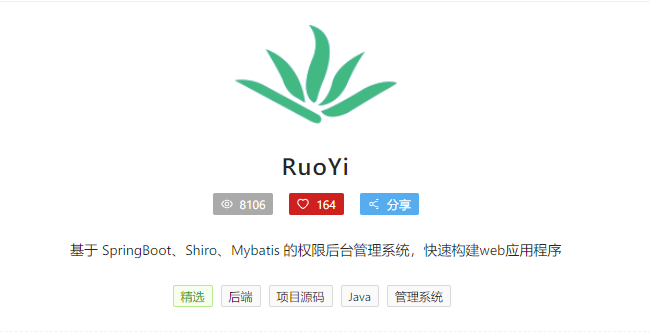 RuoYi
8106 164 分享
基于 SpringBoot、Shiro、Mybatis 的权限后台管理系统，快速构建web应用程序
精选 后端 项目源码 Java 管理系统